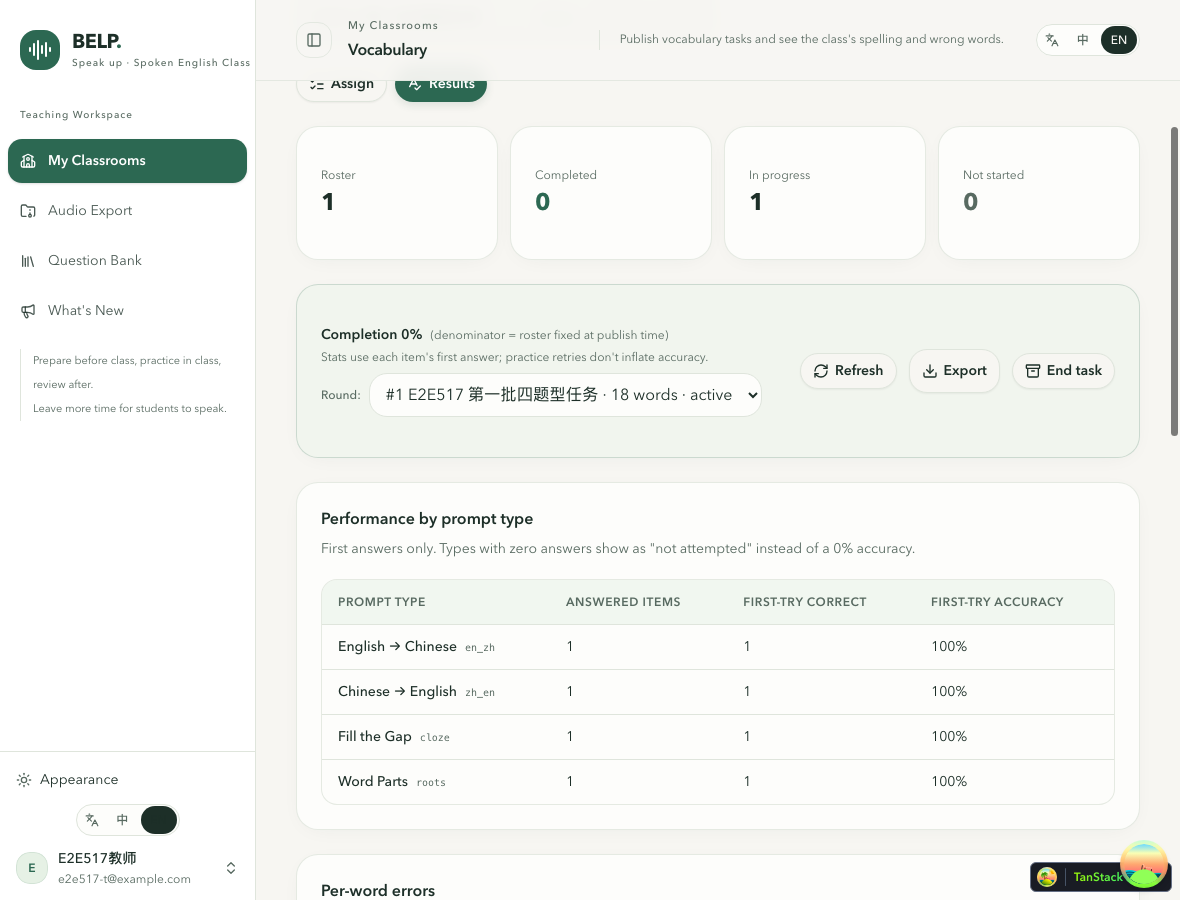 BELP.
Speak up · Spoken English Class
Teaching Workspace
My Classrooms
Audio Export
Question Bank
What's New
Prepare before class, practice in class,
review after.
Leave more time for students to speak.
Appearance
中
E
E2E517教师
e2e517-t@example.com
My Classrooms
Vocabulary
Publish vocabulary tasks and see the class's spelling and wrong words.
中
EN
Assign
Results
Roster
1
Completed
0
In progress
1
Not started
0
Completion 0% (denominator = roster fixed at publish time)
Stats use each item's first answer; practice retries don't inflate accuracy.
Round: #1 E2E517 第一批四题型任务 · 18 words · active
Refresh
Export
End task
Performance by prompt type
First answers only. Types with zero answers show as "not attempted" instead of a 0% accuracy.
PROMPT TYPE ANSWERED ITEMS FIRST-TRY CORRECT FIRST-TRY ACCURACY
English → Chinese en_zh 1 1 100%
Chinese → English zh_en 1 1 100%
Fill the Gap cloze 1 1 100%
Word Parts roots 1 1 100%
Per-word errors
TanStack